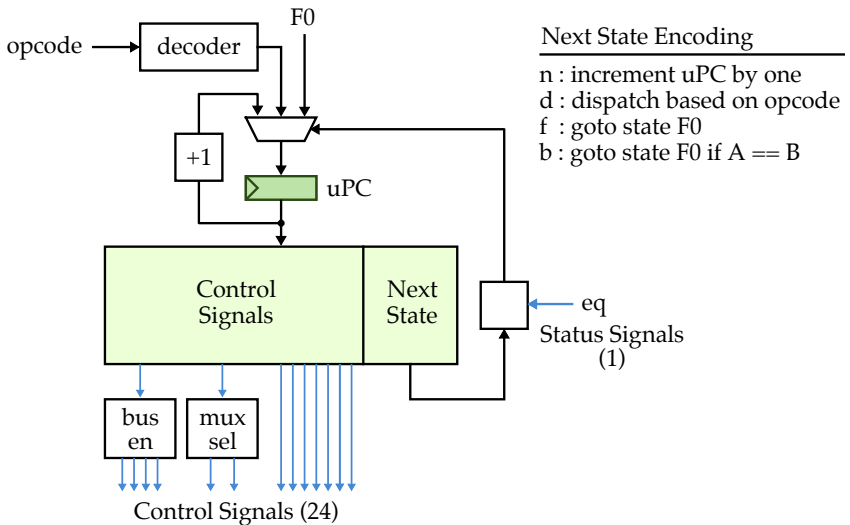 F0
opcode
decoder
Next State Encoding
n : increment uPC by one
d : dispatch based on opcode
f : goto state F0
b : goto state F0 if A == B
+1
uPC
Control
Signals
Next
State
eq
Status Signals
(1)
bus
en
mux
sel
Control Signals (24)